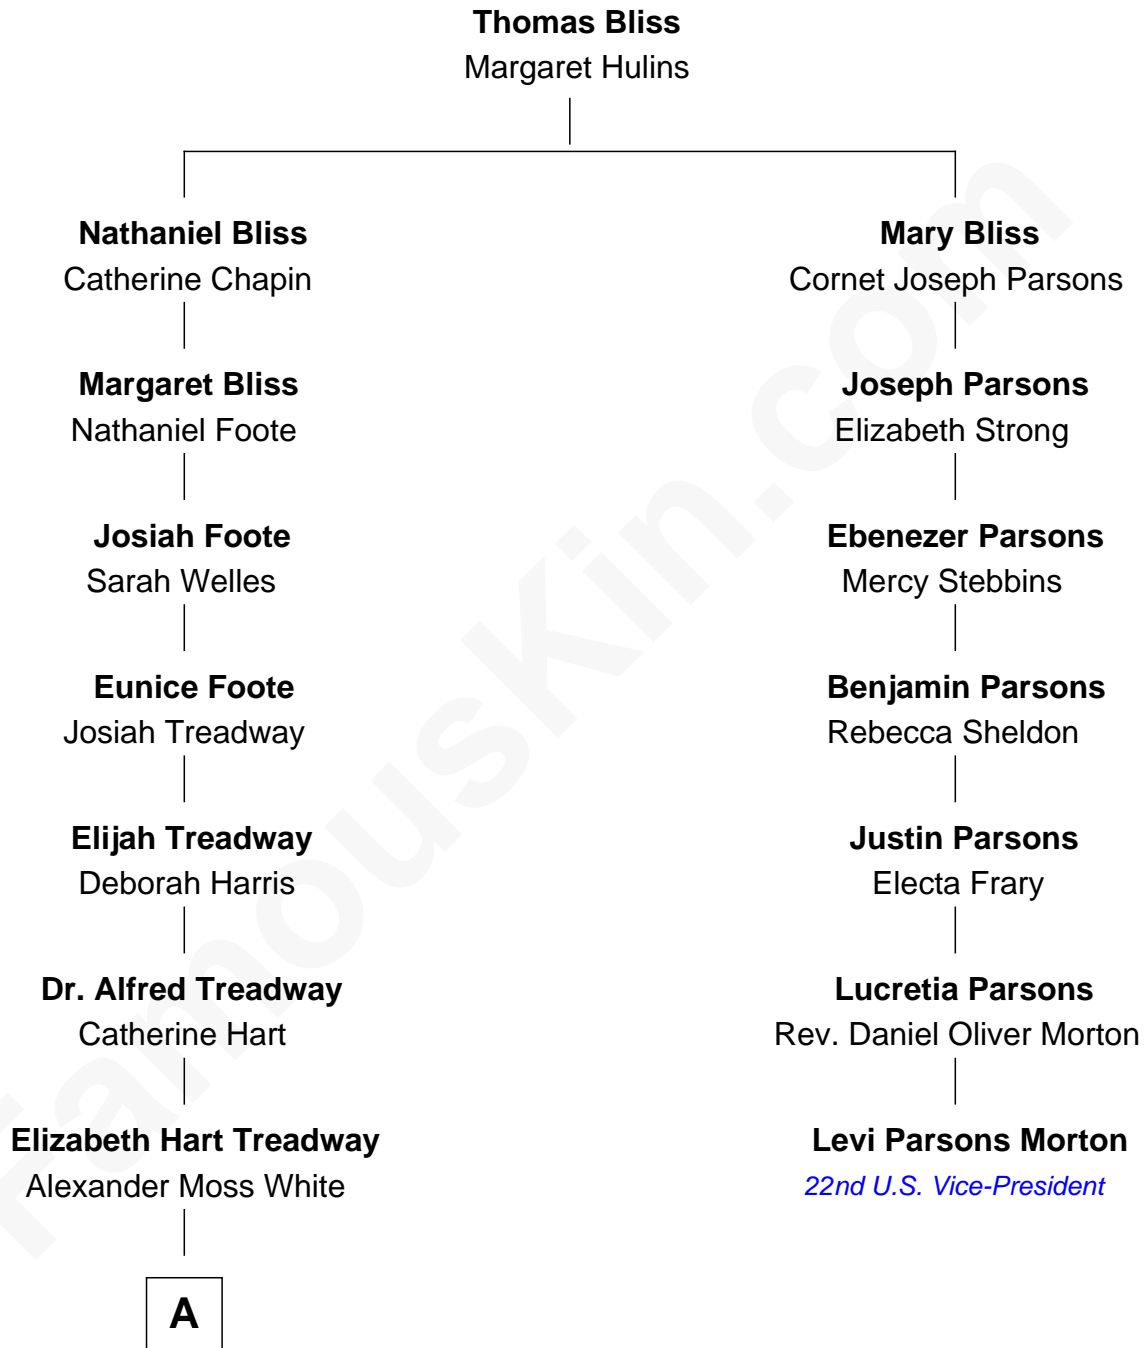 Thomas Bliss
Margaret Hulins
Nathaniel Bliss
Catherine Chapin
Mary Bliss
Cornet Joseph Parsons
Margaret Bliss
Nathaniel Foote
Joseph Parsons
Elizabeth Strong
Josiah Foote
Sarah Welles
Ebenezer Parsons
Mercy Stebbins
Eunice Foote
Josiah Treadway
Benjamin Parsons
Rebecca Sheldon
Elijah Treadway
Deborah Harris
Justin Parsons
Electa Frary
Dr. Alfred Treadway
Catherine Hart
Lucretia Parsons
Rev. Daniel Oliver Morton
Elizabeth Hart Treadway
Alexander Moss White
Levi Parsons Morton
22nd U.S. Vice-President
A
FamousKin.com